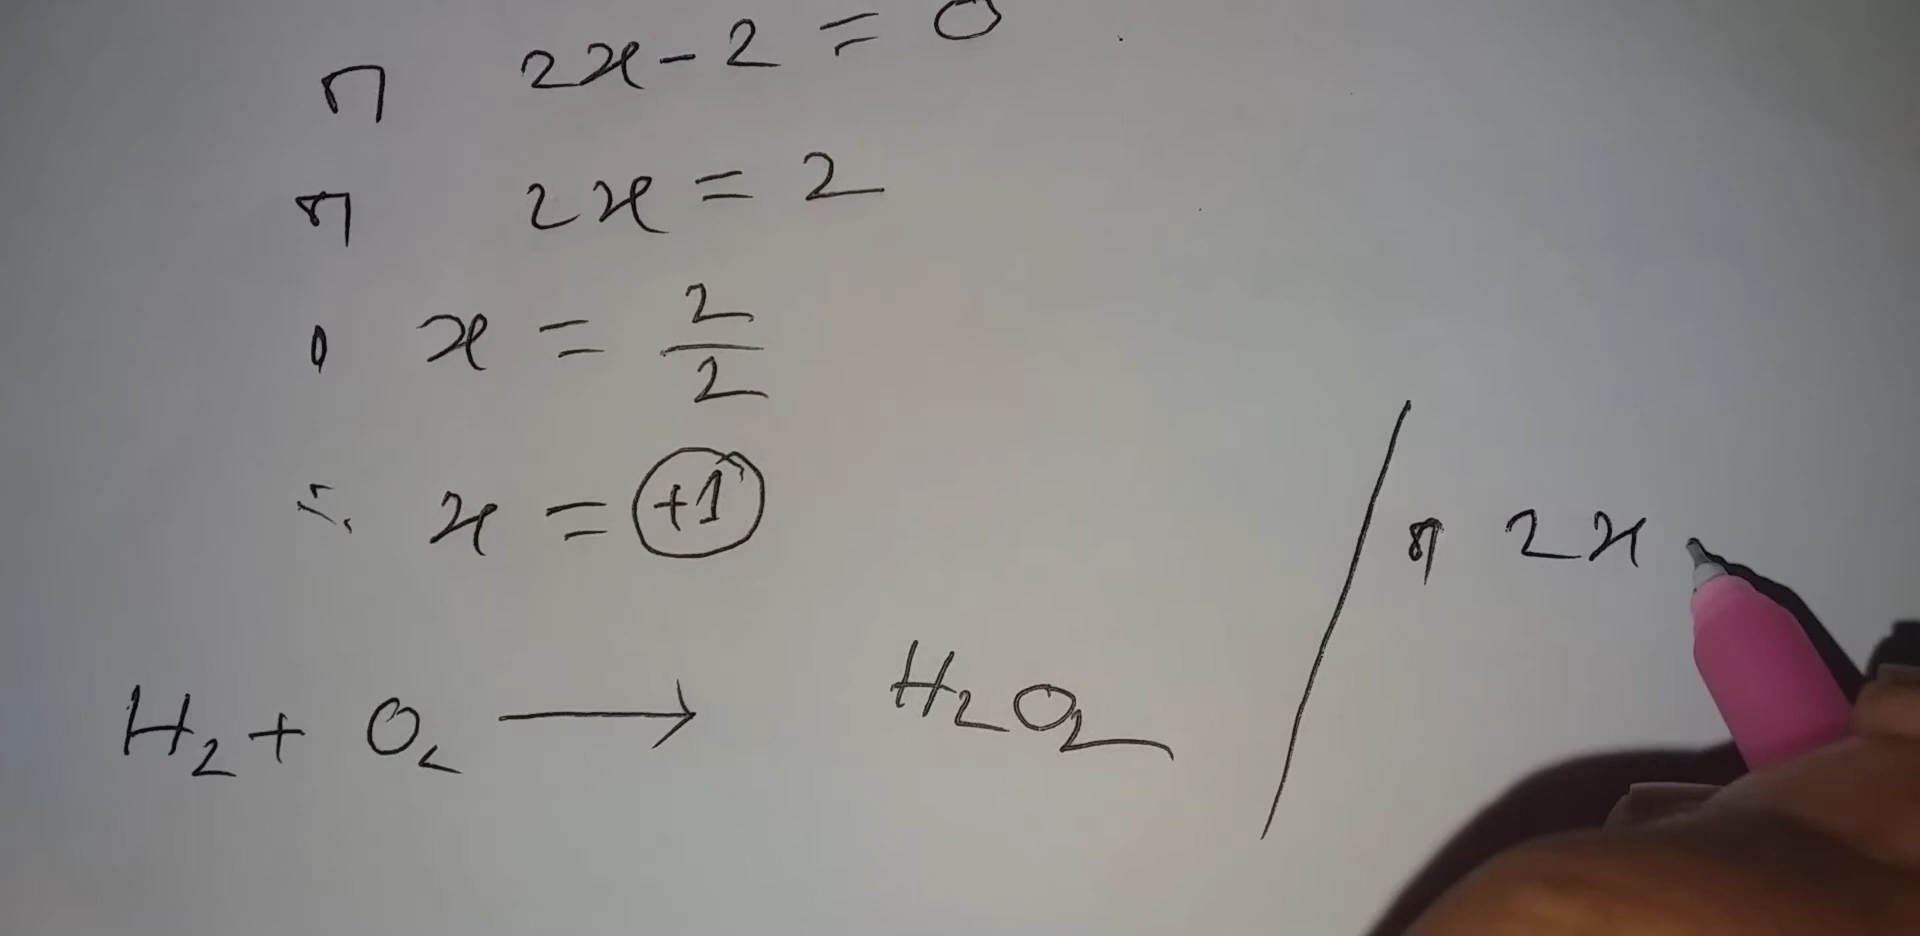 বা 2x - 2 = 0
বা 2x = 2
বা x = 2/2
∴ x = +1
H₂ + O₂ → H₂O₂
বা 2x